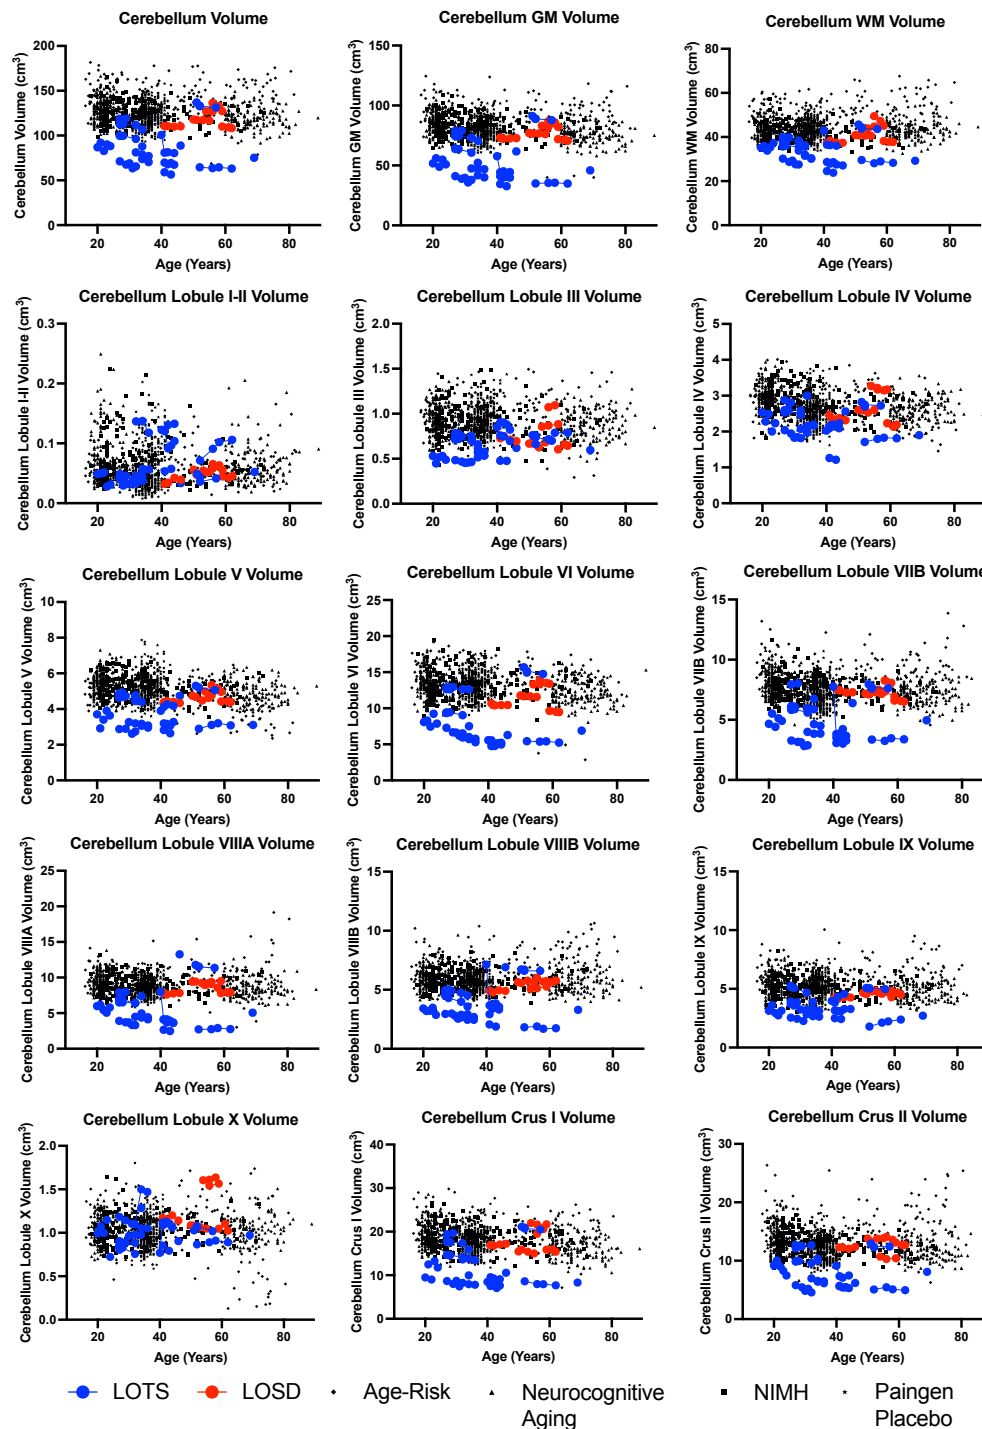 Cerebellum Volume
Cerebellum GM Volume
Cerebellum WM Volume
Cerebellum Volume (cm³)
200
150
100
50
0
20 40 60 80
Age (Years)
Cerebellum GM Volume (cm³)
150
100
50
0
20 40 60 80
Age (Years)
Cerebellum WM Volume (cm³)
80
60
40
20
0
20 40 60 80
Age (Years)
Cerebellum Lobule I-II Volume
Cerebellum Lobule III Volume
Cerebellum Lobule IV Volume
Cerebellum Lobule I-II Volume (cm³)
0.3
0.2
0.1
0.0
20 40 60 80
Age (Years)
Cerebellum Lobule III Volume (cm³)
2.0
1.5
1.0
0.5
0.0
20 40 60 80
Age (Years)
Cerebellum Lobule IV Volume (cm³)
5
4
3
2
1
0
20 40 60 80
Age (Years)
Cerebellum Lobule V Volume
Cerebellum Lobule VI Volume
Cerebellum Lobule VIIB Volume
Cerebellum Lobule V Volume (cm³)
10
8
6
4
2
0
20 40 60 80
Age (Years)
Cerebellum Lobule VI Volume (cm³)
25
20
15
10
5
0
20 40 60 80
Age (Years)
Cerebellum Lobule VIIB Volume (cm³)
15
10
5
0
20 40 60 80
Age (Years)
Cerebellum Lobule VIIIA Volume
Cerebellum Lobule VIIIB Volume
Cerebellum Lobule IX Volume
Cerebellum Lobule VIIIA Volume (cm³)
25
20
15
10
5
0
20 40 60 80
Age (Years)
Cerebellum Lobule VIIIB Volume (cm³)
15
10
5
0
20 40 60 80
Age (Years)
Cerebellum Lobule IX Volume (cm³)
15
10
5
0
20 40 60 80
Age (Years)
Cerebellum Lobule X Volume
Cerebellum Crus I Volume
Cerebellum Crus II Volume
Cerebellum Lobule X Volume (cm³)
2.0
1.5
1.0
0.5
0.0
20 40 60 80
Age (Years)
Cerebellum Crus I Volume (cm³)
40
30
20
10
0
20 40 60 80
Age (Years)
Cerebellum Crus II Volume (cm³)
30
20
10
0
20 40 60 80
Age (Years)
LOTS
LOSD
Age-Risk
Neurocognitive
Aging
NIMH
Paingen
Placebo